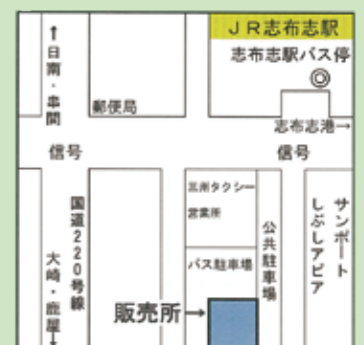 JR志布志駅
志布志駅バス停
◎
↑日南・串間
郵便局
志布志港→
信号
信号
国道220号線
大崎・鹿屋↓
三州タクシー
営業所
バス駐車場
公共駐車場
サンポート
しぶしアピア
販売所→